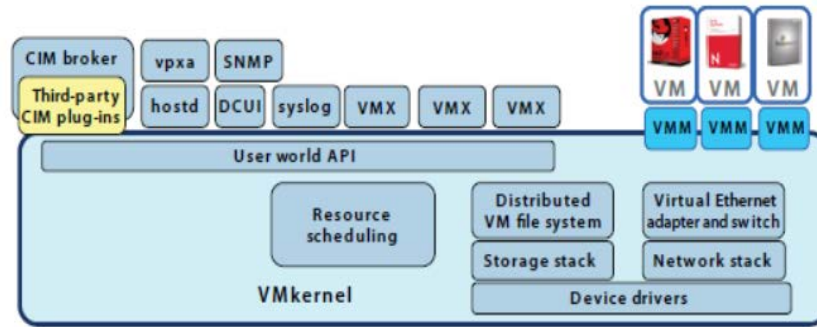 CIM broker
Third-party
CIM plug-ins
vpxa
SNMP
hostd
DCUI
syslog
VMX
VMX
VMX
N
VM
VM
VM
VMM
VMM
VMM
User world API
Resource
scheduling
Distributed
VM file system
Virtual Ethernet
adapter and switch
Storage stack
Network stack
VMkernel
Device drivers